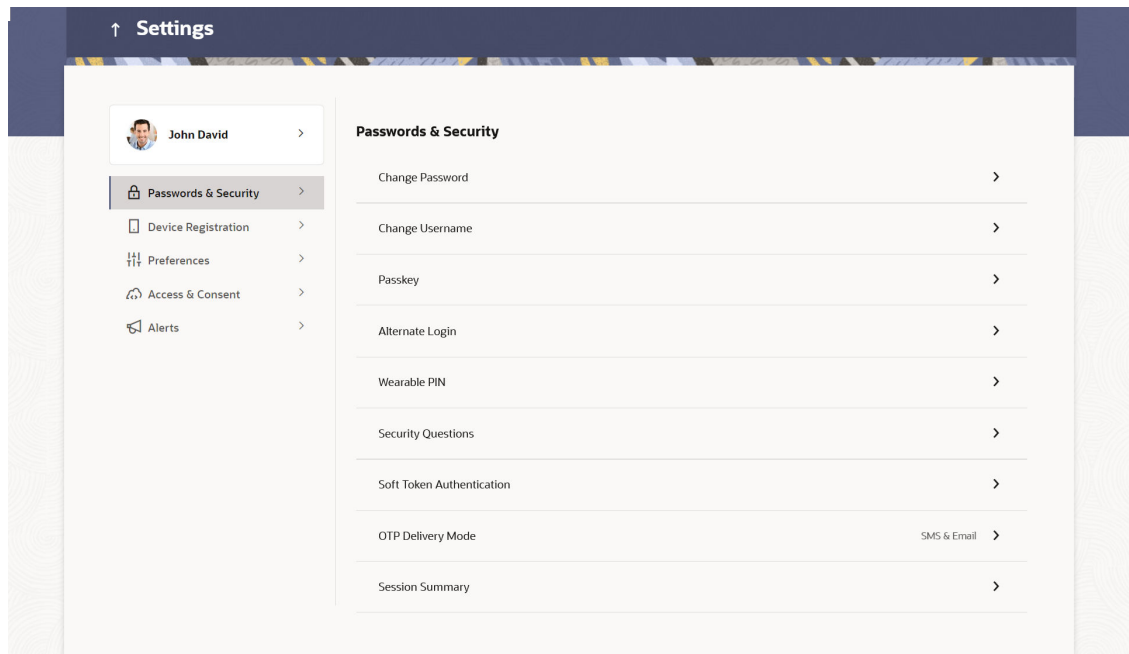 Settings
John David
Passwords & Security
Device Registration
Preferences
Access & Consent
Alerts
Passwords & Security
Change Password
Change Username
Passkey
Alternate Login
Wearable PIN
Security Questions
Soft Token Authentication
OTP Delivery Mode SMS & Email
Session Summary